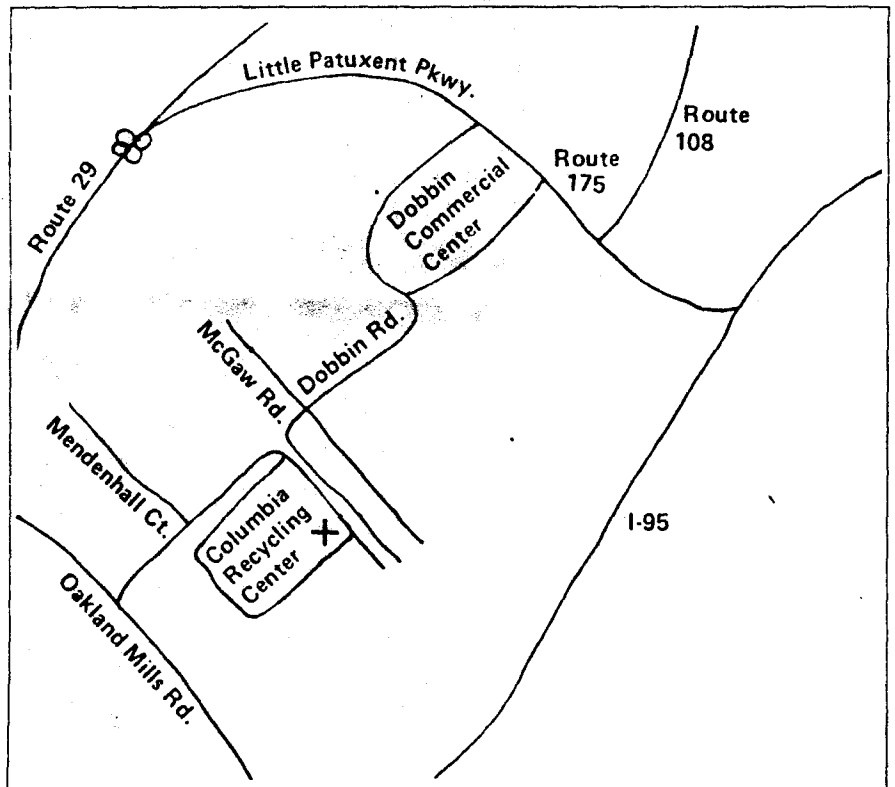 Little Patuxent Pkwy.
Route 29
Route
108
Route
175
Dobbin
Commercial
Center
Dobbin Rd.
McGaw Rd.
Mendenhall Ct.
Columbia
Recycling
Center
I-95
Oakland Mills Rd.